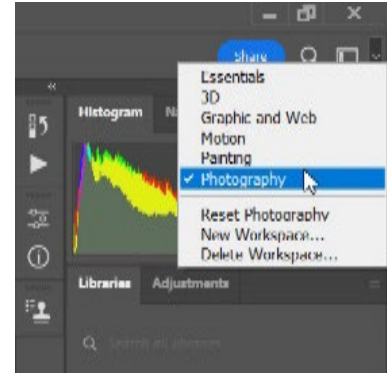 Share
Essentials
3D
Graphic and Web
Motion
Painting
Photography
Reset Photography
New Workspace...
Delete Workspace...
Histogram
Libraries Adjustments